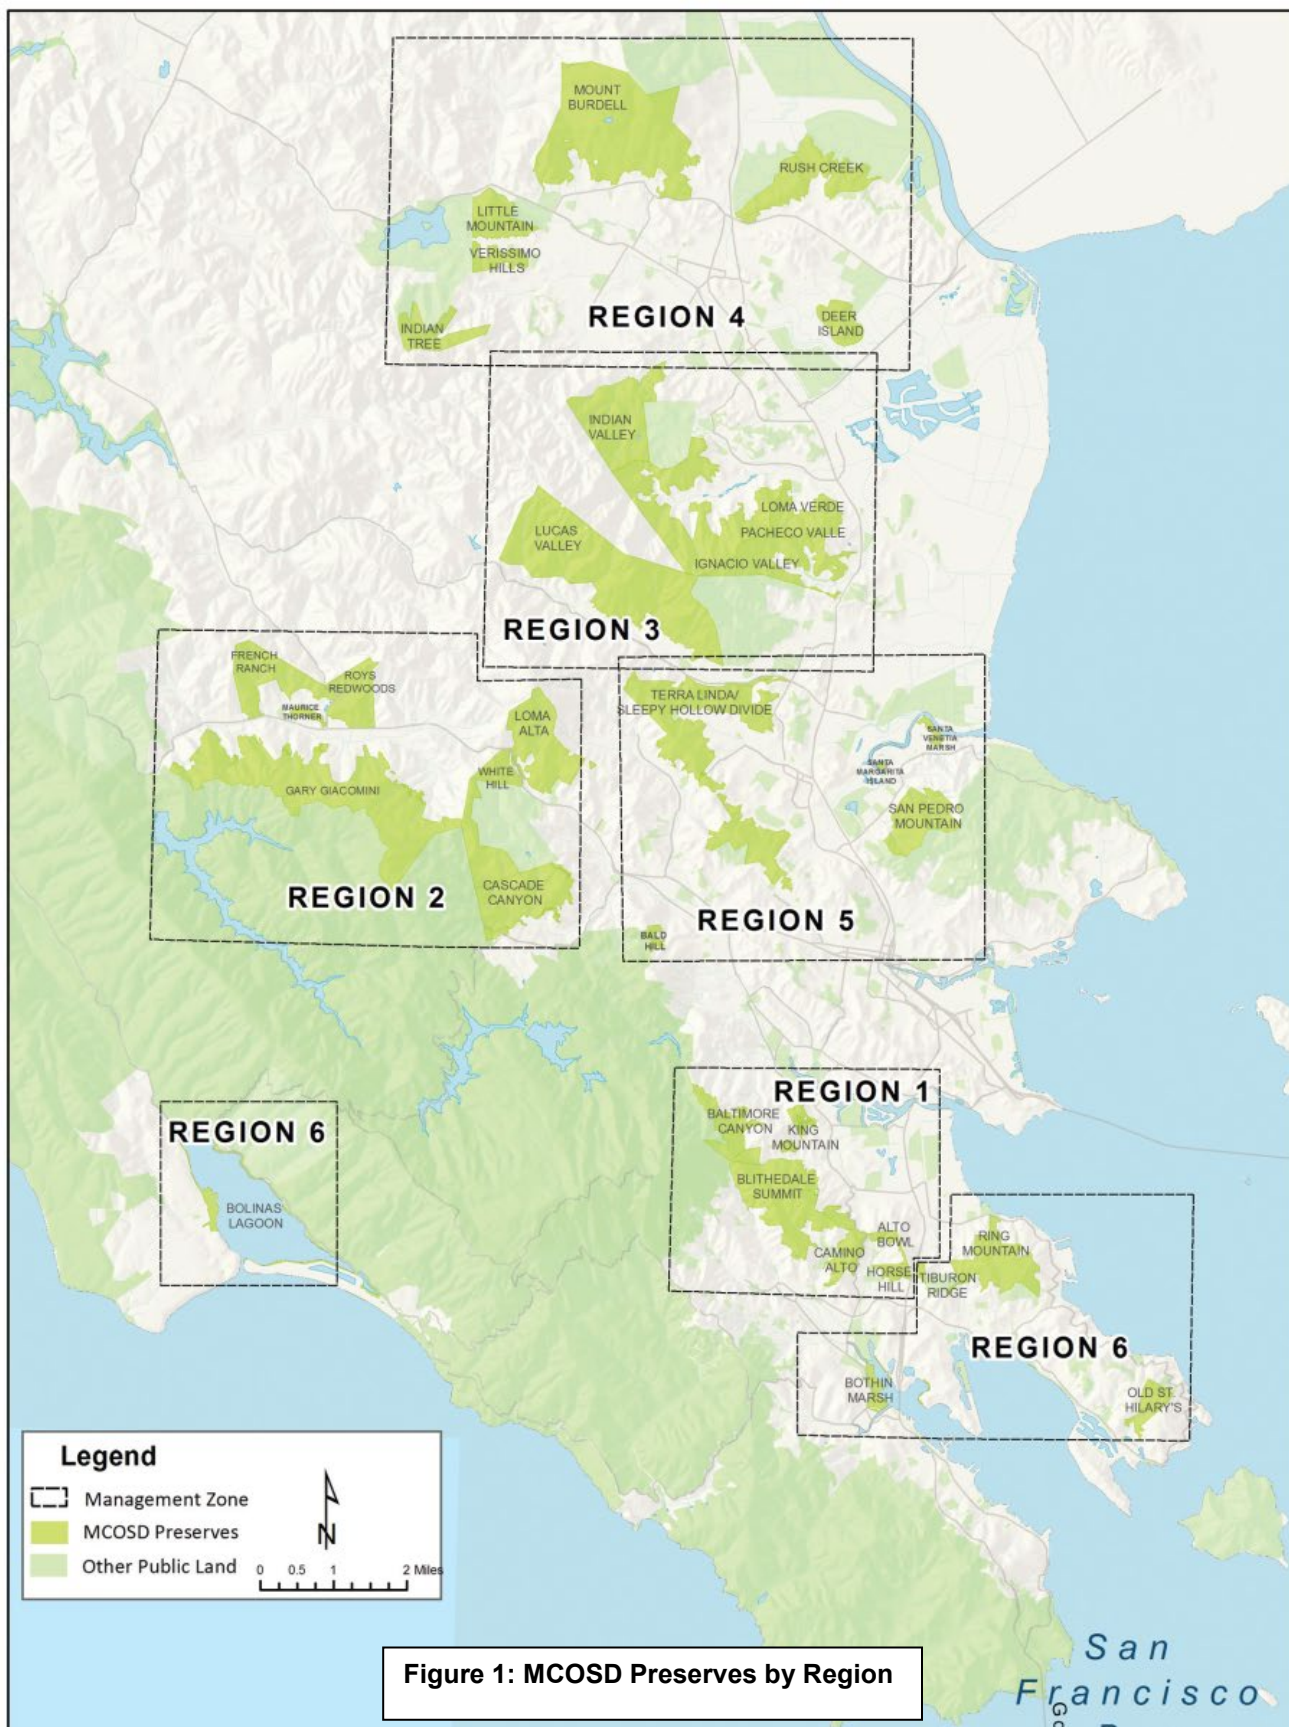 MOUNT
BURDELL
RUSH CREEK
LITTLE
MOUNTAIN
VERISSIMO
HILLS
INDIAN
TREE
REGION 4
DEER
ISLAND
INDIAN
VALLEY
LOMA VERDE
LUCAS
VALLEY
PACHECO VALLE
IGNACIO VALLEY
REGION 3
FRENCH
RANCH
ROYS
REDWOODS
MAURICE
THORNER
LOMA
ALTA
WHITE
HILL
GARY GIACOMINI
CASCADE
CANYON
REGION 2
TERRA LINDA/
SLEEPY HOLLOW DIVIDE
SANTA
VENETIA
MARSH
SANTA
MARGARITA
ISLAND
SAN PEDRO
MOUNTAIN
REGION 5
BALD
HILL
REGION 1
BALTIMORE
CANYON
KING
MOUNTAIN
BLITHEDALE
SUMMIT
ALTO
BOWL
CAMINO
ALTO
HORSE
HILL
REGION 6
BOLINAS
LAGOON
RING
MOUNTAIN
TIBURON
RIDGE
REGION 6
BOTHIN
MARSH
OLD ST.
HILARY'S
Legend
Management Zone
MCOSD Preserves
Other Public Land
N
0 0.5 1 2 Miles
Figure 1: MCOSD Preserves by Region
San
Francisco
Go